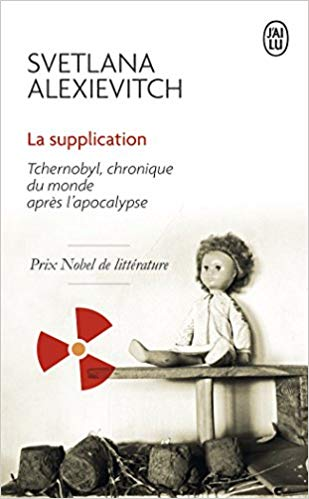 J'AI
LU
SVETLANA
ALEXIEVITCH
La supplication
Tchernobyl, chronique
du monde
après l'apocalypse
Prix Nobel de littérature